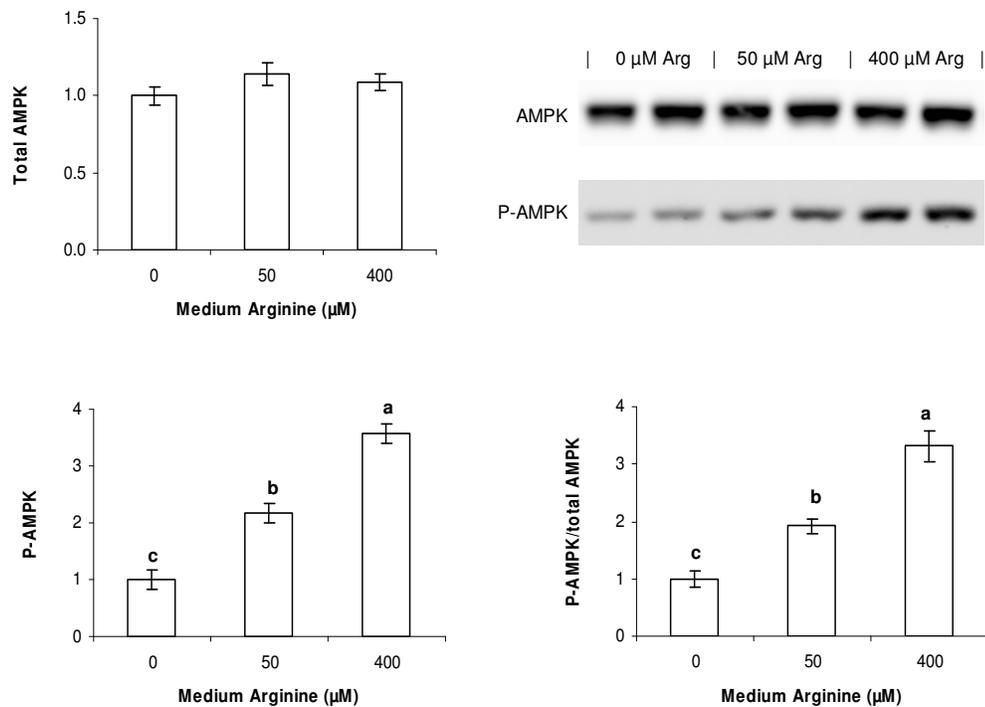 Total AMPK
1.5
1.0
0.5
0.0
0 50 400
Medium Arginine (µM)
| 0 µM Arg | 50 µM Arg | 400 µM Arg |
AMPK
P-AMPK
P-AMPK
4
3
2
1
0
c b a
0 50 400
Medium Arginine (µM)
P-AMPK/total AMPK
4
3
2
1
0
c b a
0 50 400
Medium Arginine (µM)